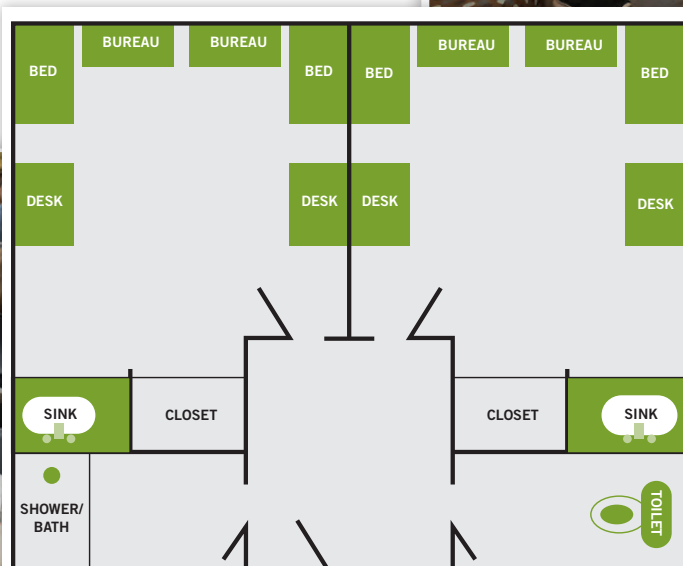 BUREAU
BUREAU
BUREAU
BUREAU
BED
BED
BED
BED
DESK
DESK
DESK
DESK
SINK
CLOSET
CLOSET
SINK
SHOWER/
BATH
TOILET